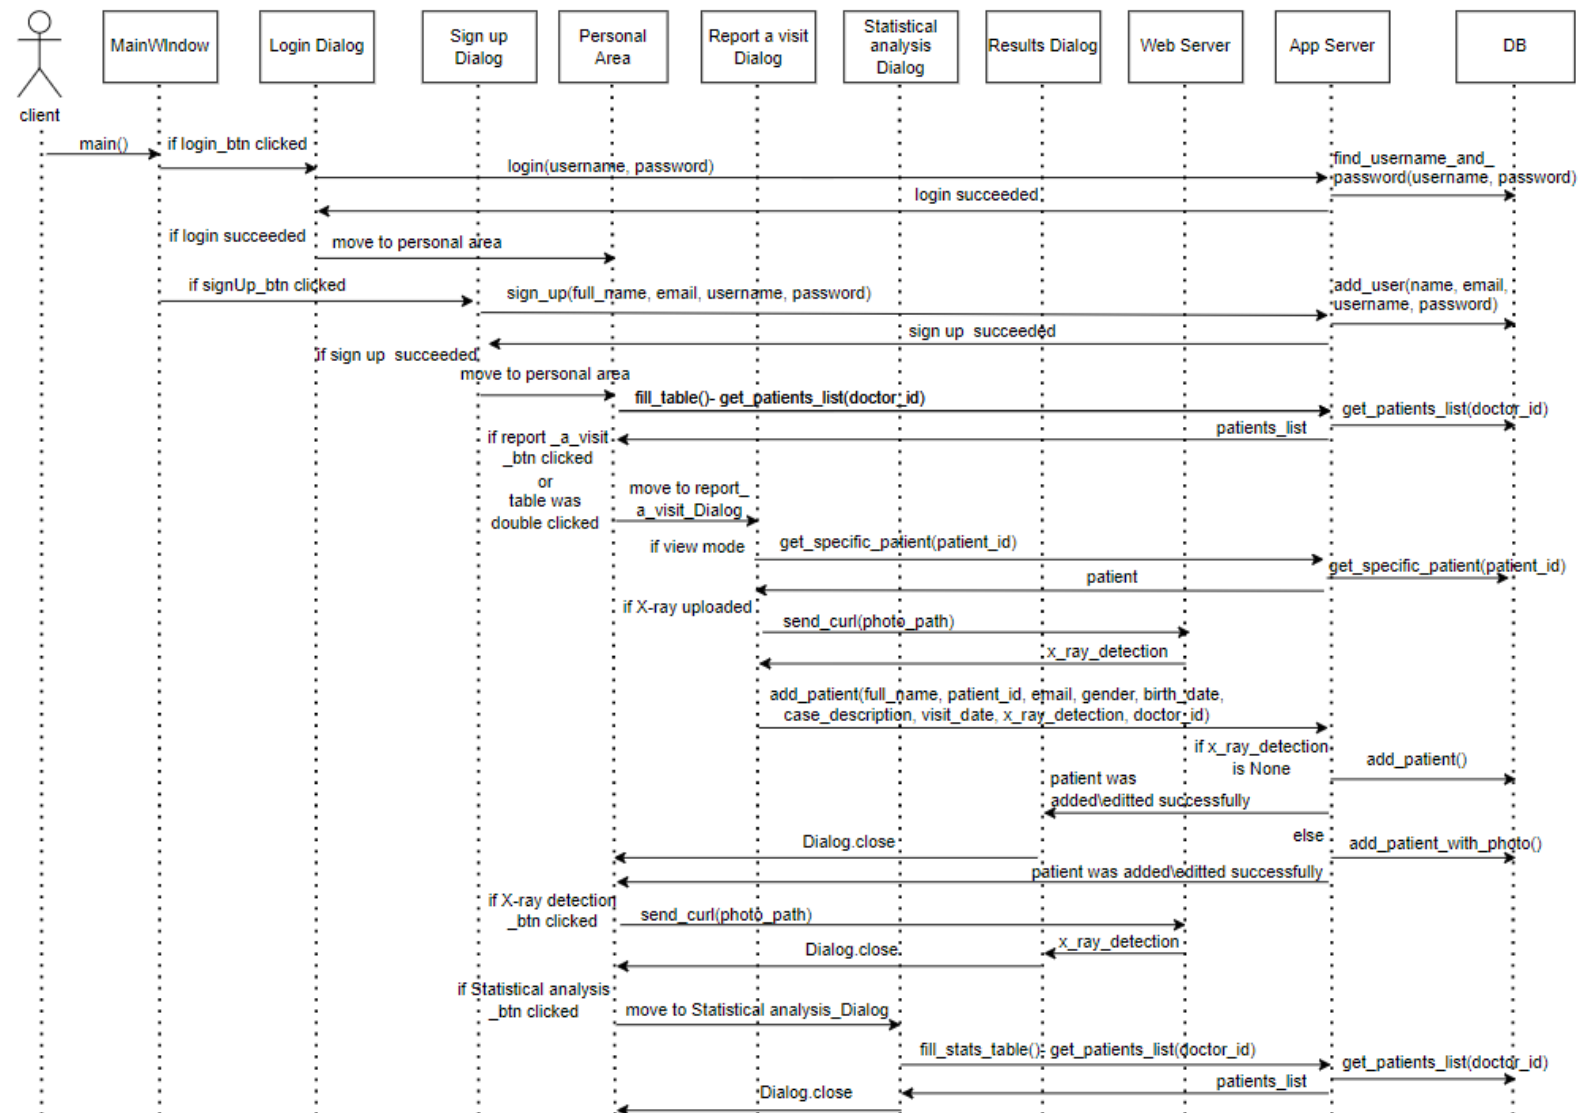 MainWIndow
Login Dialog
Sign up
Dialog
Personal
Area
Report a visit
Dialog
Statistical
analysis
Dialog
Results Dialog
Web Server
App Server
DB
client
main()
if login_btn clicked
login(username, password)
find_username_and_
password(username, password)
login succeeded
if login succeeded
move to personal area
if signUp_btn clicked
sign_up(full_name, email, username, password)
add_user(name, email,
username, password)
sign up  succeeded
if sign up  succeeded
move to personal area
fill_table()- get_patients_list(doctor_id)
get_patients_list(doctor_id)
patients_list
if report _a_visit
_btn clicked
or
table was
double clicked
move to report_
a_visit_Dialog
if view mode
get_specific_patient(patient_id)
get_specific_patient(patient_id)
patient
if X-ray uploaded
send_curl(photo_path)
x_ray_detection
add_patient(full_name, patient_id, email, gender, birth_date,
case_description, visit_date, x_ray_detection, doctor_id)
if x_ray_detection
is None
add_patient()
patient was
added\editted successfully
else
add_patient_with_photo()
Dialog.close
patient was added\editted successfully
if X-ray detection
_btn clicked
send_curl(photo_path)
x_ray_detection
Dialog.close
if Statistical analysis
_btn clicked
move to Statistical analysis_Dialog
fill_stats_table()- get_patients_list(doctor_id)
get_patients_list(doctor_id)
patients_list
Dialog.close